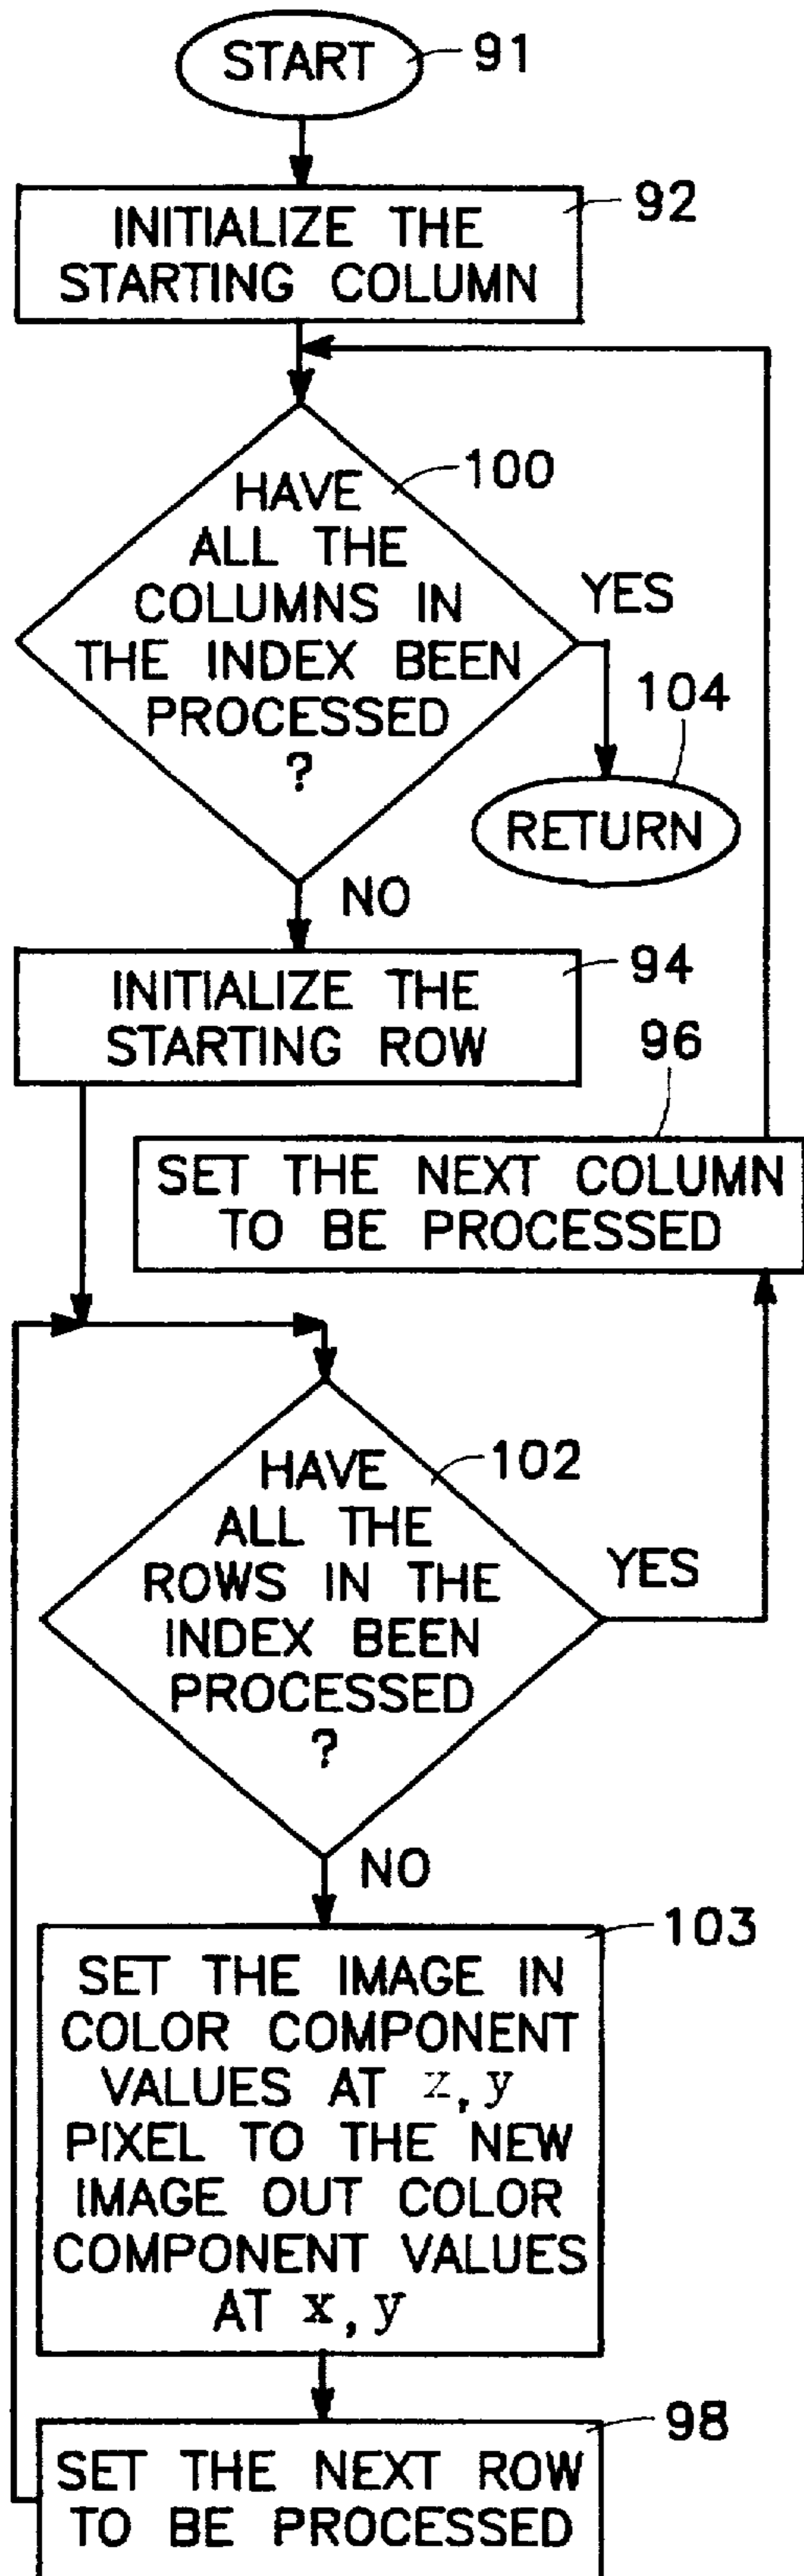 START
91
92
INITIALIZE THE
STARTING COLUMN
100
HAVE
ALL THE
COLUMNS IN
THE INDEX BEEN
PROCESSED
?
YES
104
RETURN
NO
94
INITIALIZE THE
STARTING ROW
96
SET THE NEXT COLUMN
TO BE PROCESSED
102
HAVE
ALL THE
ROWS IN THE
INDEX BEEN
PROCESSED
?
YES
NO
103
SET THE IMAGE IN
COLOR COMPONENT
VALUES AT x, y
PIXEL TO THE NEW
IMAGE OUT COLOR
COMPONENT VALUES
AT x, y
98
SET THE NEXT ROW
TO BE PROCESSED